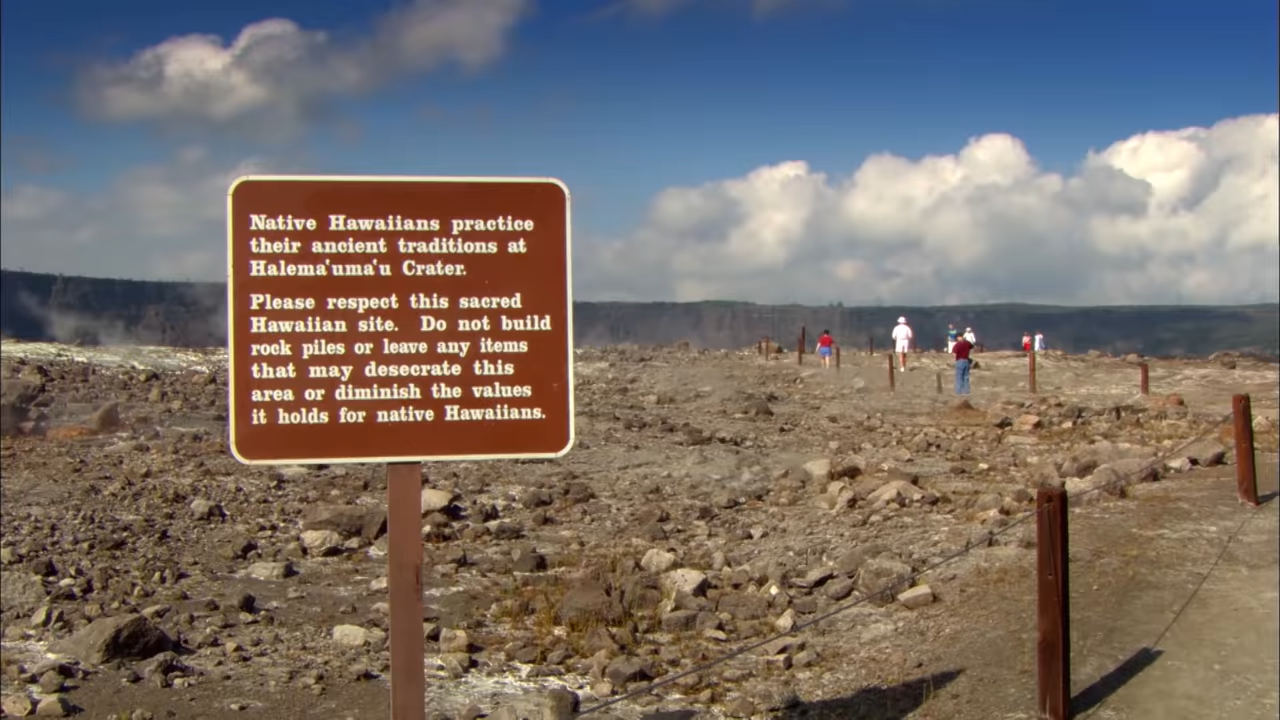 Native Hawaiians practice
their ancient traditions at
Halema'uma'u Crater.
Please respect this sacred
Hawaiian site. Do not build
rock piles or leave any items
that may desecrate this
area or diminish the values
it holds for native Hawaiians.